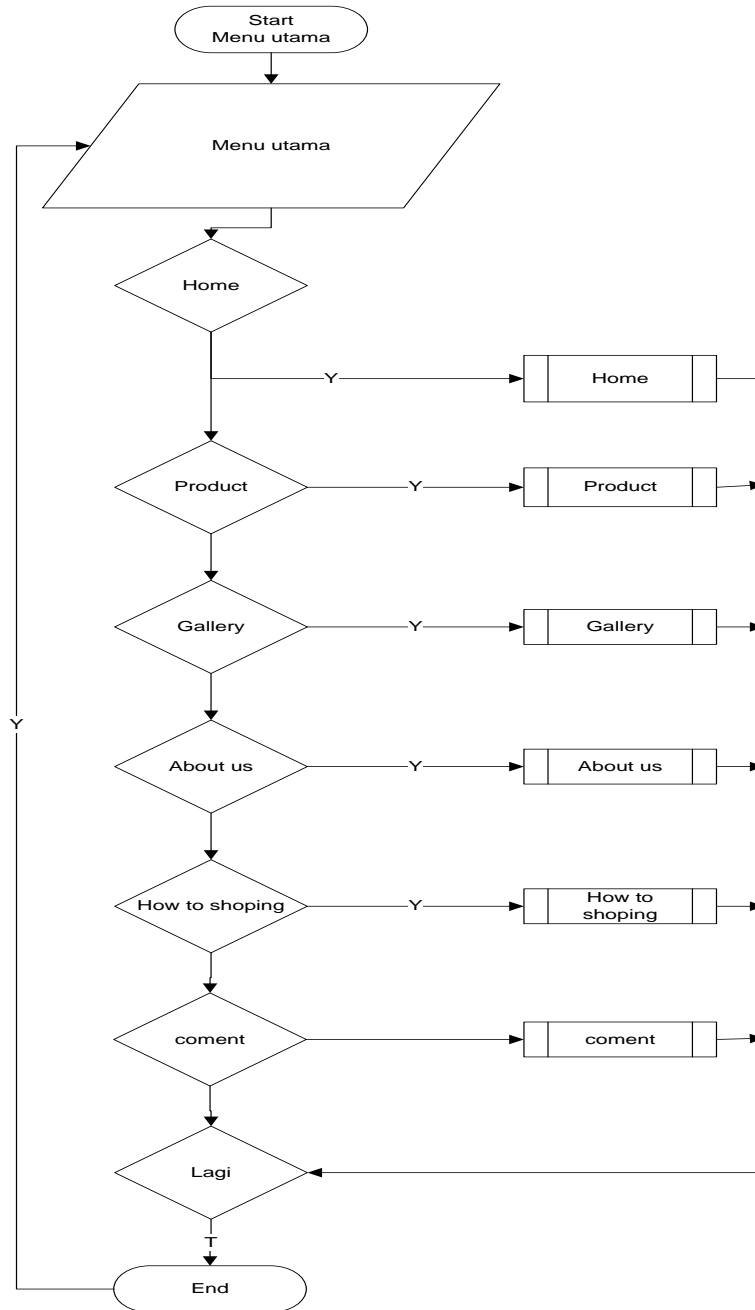 Start
Menu utama
Menu utama
Home
Y
Home
Product
Y
Product
Gallery
Y
Gallery
Y
About us
Y
About us
How to shoping
Y
How to
shoping
coment
coment
Lagi
T
End